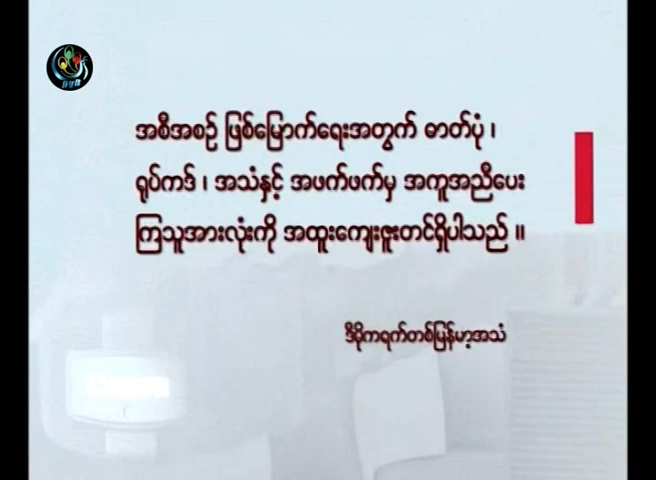 အစီအစဉ် ဖြစ်မြောက်ရေးအတွက် ဓာတ်ပုံ ၊
ရုပ်ကဒ် ၊ အသံနှင့် အဖက်ဖက်မှ အကူအညီပေး
ကြသူအားလုံးကို အထူးကျေးဇူးတင်ရှိပါသည် ။
ဒီမိုကရက်တစ်မြန်မာ့အသံ